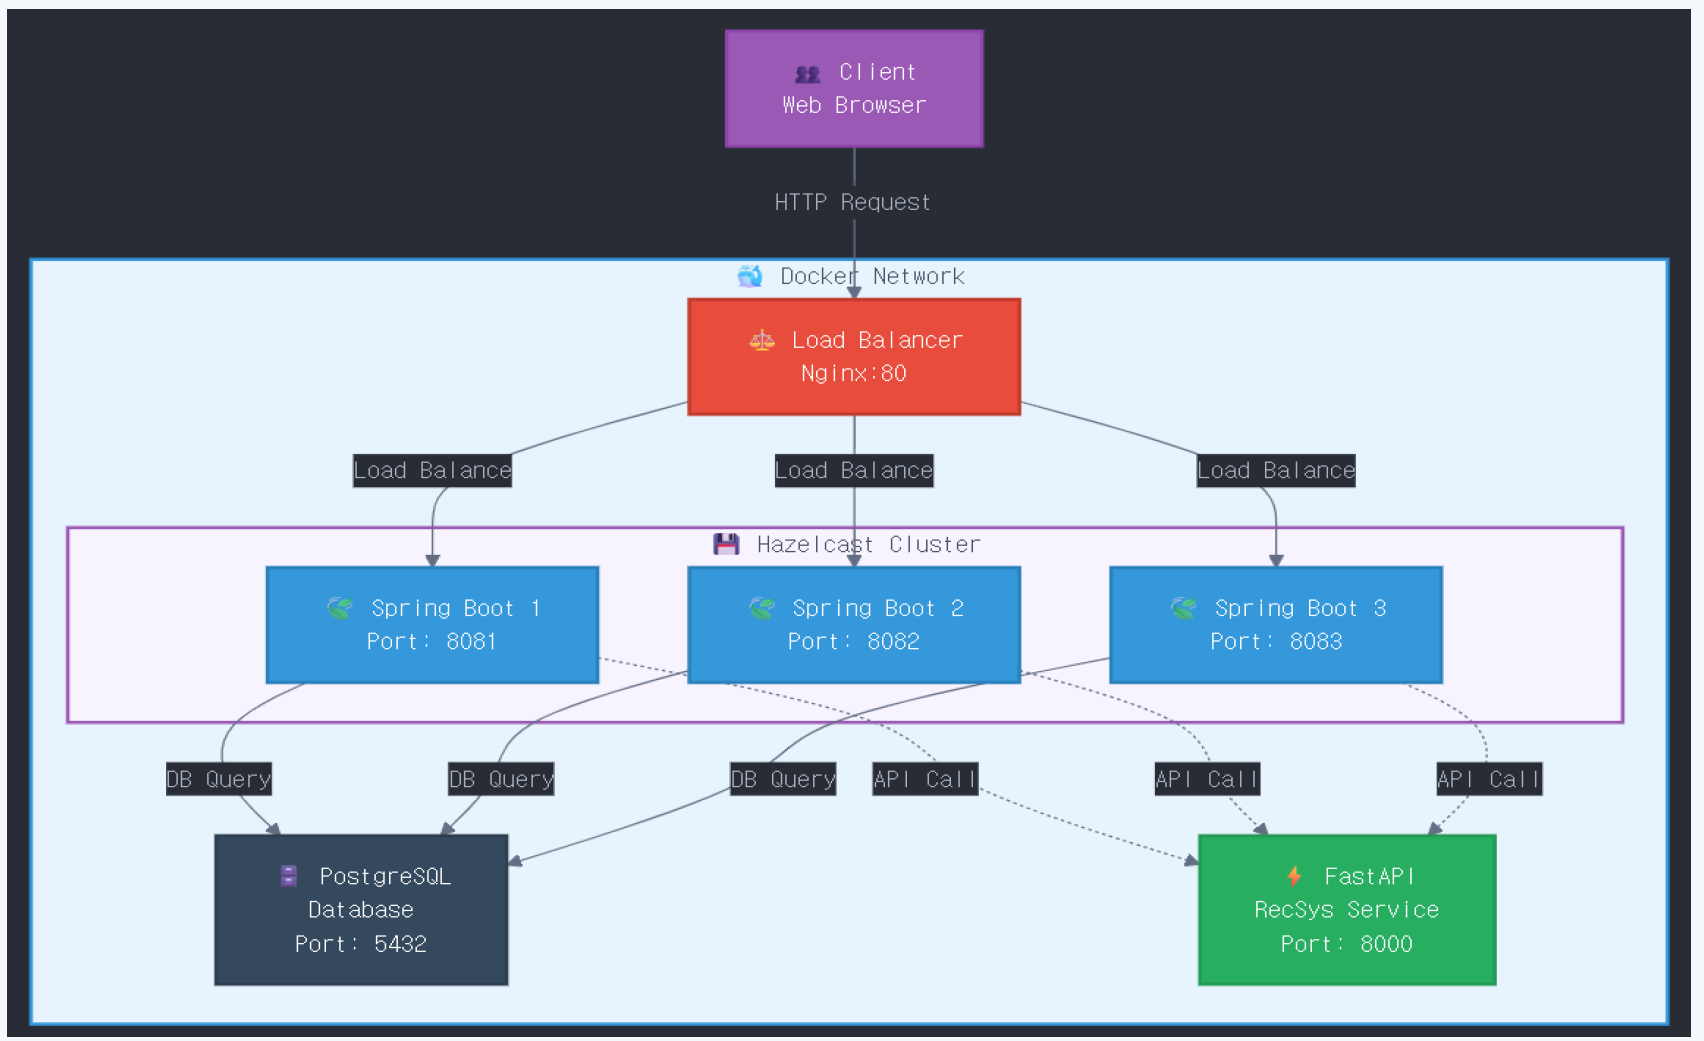 Client
Web Browser
HTTP Request
Docker Network
Load Balancer
Nginx:80
Load Balance
Load Balance
Load Balance
Hazelcast Cluster
Spring Boot 1
Port: 8081
Spring Boot 2
Port: 8082
Spring Boot 3
Port: 8083
DB Query
DB Query
DB Query
API Call
API Call
API Call
PostgreSQL
Database
Port: 5432
FastAPI
RecSys Service
Port: 8000